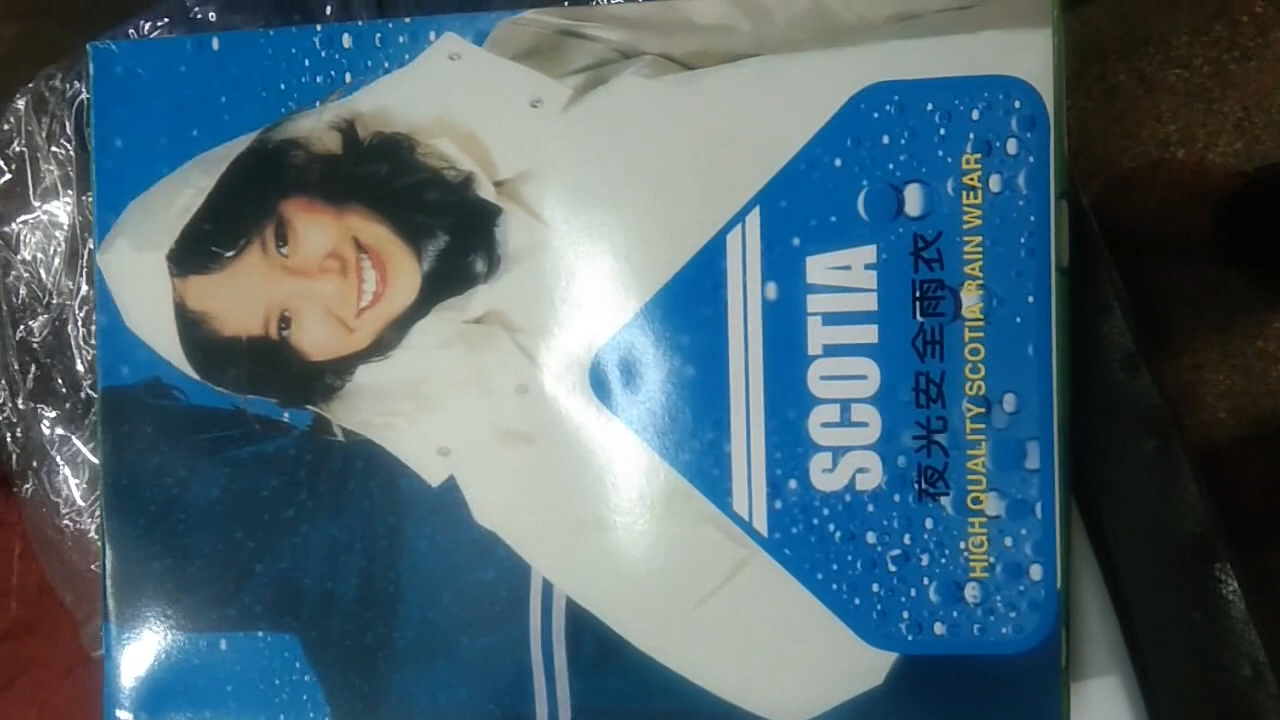 SCOTIA
夜光安全雨衣
HIGH QUALITY SCOTIA RAIN WEAR